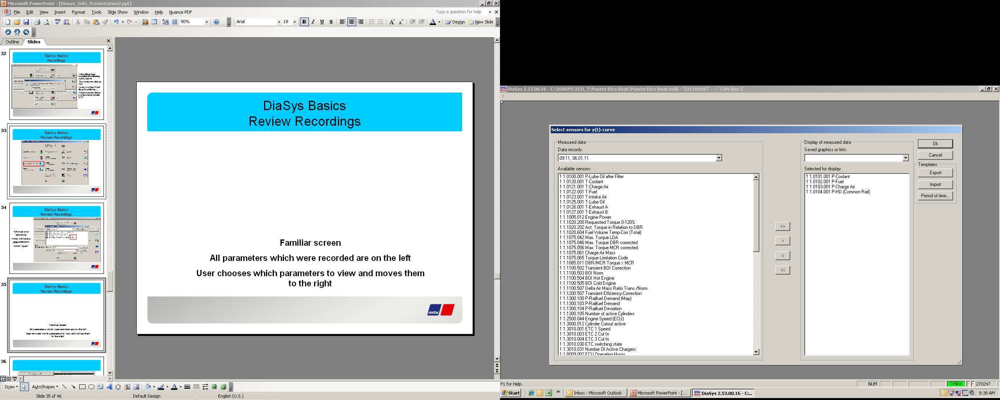 Microsoft PowerPoint - [Diasys_Info_Presentation2.ppt]
File Edit View Insert Format Tools Slide Show Window Help Nuance PDF
Type a question for help
90%
Arial
18
B I U S
A
Design
New Slide
Outline
Slides
32
DiaSys Basics
Recordings
33
DiaSys Basics
Review Recordings
34
DiaSys Basics
Review Recordings
•Choose your
recording
•They will have a
.mrs extension
•Click 'Open'
35
DiaSys Basics
Review Recordings
Familiar screen
All parameters which were recorded are on the left
User chooses which parameters to view and moves them
to the right
36
DiaSys Basics
Review Recordings
Familiar screen
All parameters which were recorded are on the left
User chooses which parameters to view and moves them
to the right
mtu
Draw
AutoShapes
Slide 35 of 46
Default Design
English (U.S.)
DiaSys 2.53.00.16 - C:\DIASYS\ECU_7\Puerto Rico Boat\Puerto Rico Boat.mdb - '531101097' --> 'CAN-Bus 1'
?
Select sensors for y(t)-curve
Measured data
Data records:
09:11, 06.01.11
Available sensors:
1 1.0100.001 P-Lube Oil after Filter
1 1.0120.001 T-Coolant
1 1.0121.001 T-Charge Air
1 1.0122.001 T-Fuel
1 1.0123.001 T-Intake Air
1 1.0125.001 T-Lube Oil
1 1.0126.001 T-Exhaust A
1 1.0127.001 T-Exhaust B
1 1.1005.012 Engine Power
1 1.1020.200 Requested Torque 0-120%
1 1.1020.202 Act. Torque in Relation to DBR
1 1.1020.604 Fuel Volume Temp-Corr (Total)
1 1.1075.042 Max. Torque LDA
1 1.1075.046 Max. Torque DBR corrected
1 1.1075.056 Max. Torque MCR corrected
1 1.1075.061 Charge Air Mass
1 1.1075.065 Torque Limitation Code
1 1.1085.011 DBR/MCR Torque > MCR
1 1.1100.502 Transient BOI Correction
1 1.1100.503 BOI Norm
1 1.1100.504 BOI Hot Engine
1 1.1100.505 BOI Cold Engine
1 1.1100.507 Delta Air Mass Ratio Trans./Norm
1 1.1200.507 Transient Efficiency-Correction
1 1.1300.100 P-Railfuel Demand (Map)
1 1.1300.103 P-Railfuel Demand
1 1.1300.104 P-Railfuel Deviation
1 1.1300.105 Number of active Cylinders
1 1.2500.044 Engine Speed (ECU)
1 1.3000.012 Cylinder Cutout active
1 1.3010.001 ETC 1 Speed
1 1.3010.003 ETC 2 Cut In
1 1.3010.004 ETC 3 Cut In
1 1.3010.030 ETC switching state
1 1.3010.031 Number Of Active Chargers
1 1.8009.002 ECU Operating Hours
>>
>
<
<<
Display of measured data
Saved graphics or lists:
Selected for display:
1 1.0101.001 P-Coolant
1 1.0102.001 P-Fuel
1 1.0103.001 P-Charge Air
1 1.0104.001 P-HD (Common Rail)
Ok
Cancel
Templates
Export
Import
Period of time...
F1 for Help.
NUM
Online
-
-
270247
Start
»
Inbox - Microsoft Outlook
Microsoft PowerPoint - [...
DiaSys 2.53.00.16 - C:...
8:38 AM